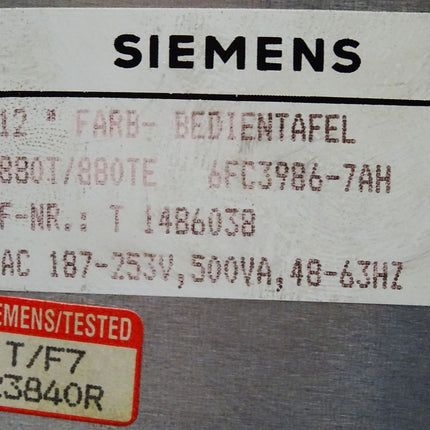 SIEMENS
12 " FARB- BEDIENTAFEL
880T/880TE 6FC3986-7AH
F-NR.: T 1486038
AC 187-253V,500VA,48-63HZ
EMENS/TESTED
T/F7
Z3840R